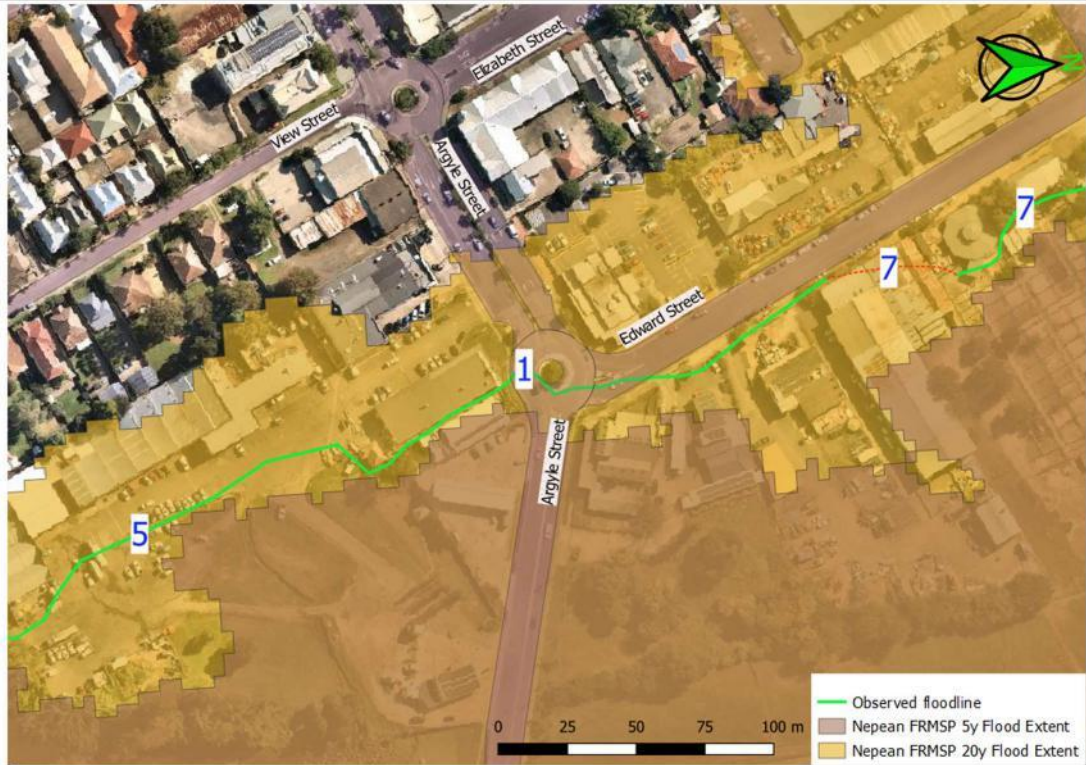 Elizabeth Street
View Street
Argyle Street
N
7
7
Edward Street
1
Argyle Street
5
0 25 50 75 100 m
Observed floodline
Nepean FRMSP 5y Flood Extent
Nepean FRMSP 20y Flood Extent